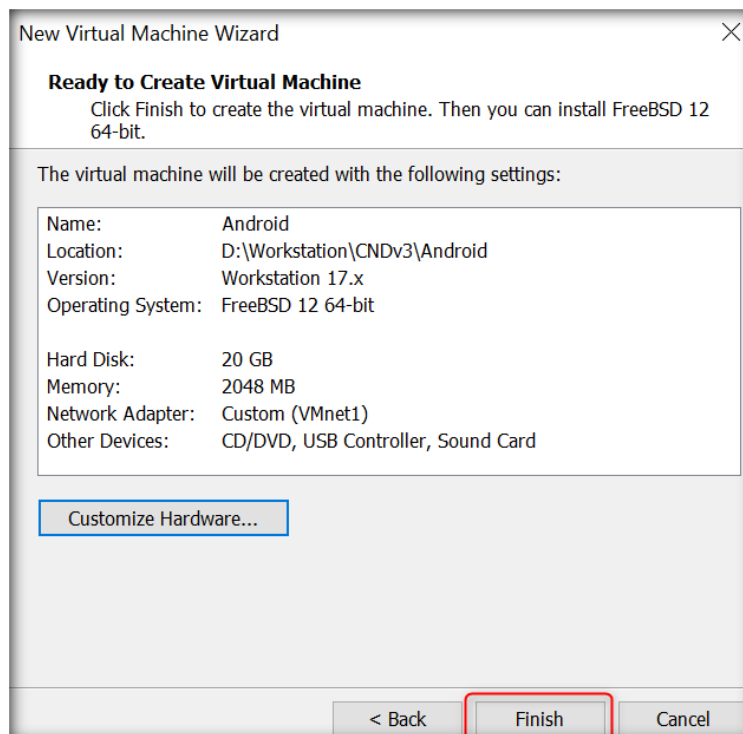 New Virtual Machine Wizard
Ready to Create Virtual Machine
Click Finish to create the virtual machine. Then you can install FreeBSD 12
64-bit.
The virtual machine will be created with the following settings:
Name: Android
Location: D:\Workstation\CNDv3\Android
Version: Workstation 17.x
Operating System: FreeBSD 12 64-bit
Hard Disk: 20 GB
Memory: 2048 MB
Network Adapter: Custom (VMnet1)
Other Devices: CD/DVD, USB Controller, Sound Card
Customize Hardware...
< Back Finish Cancel